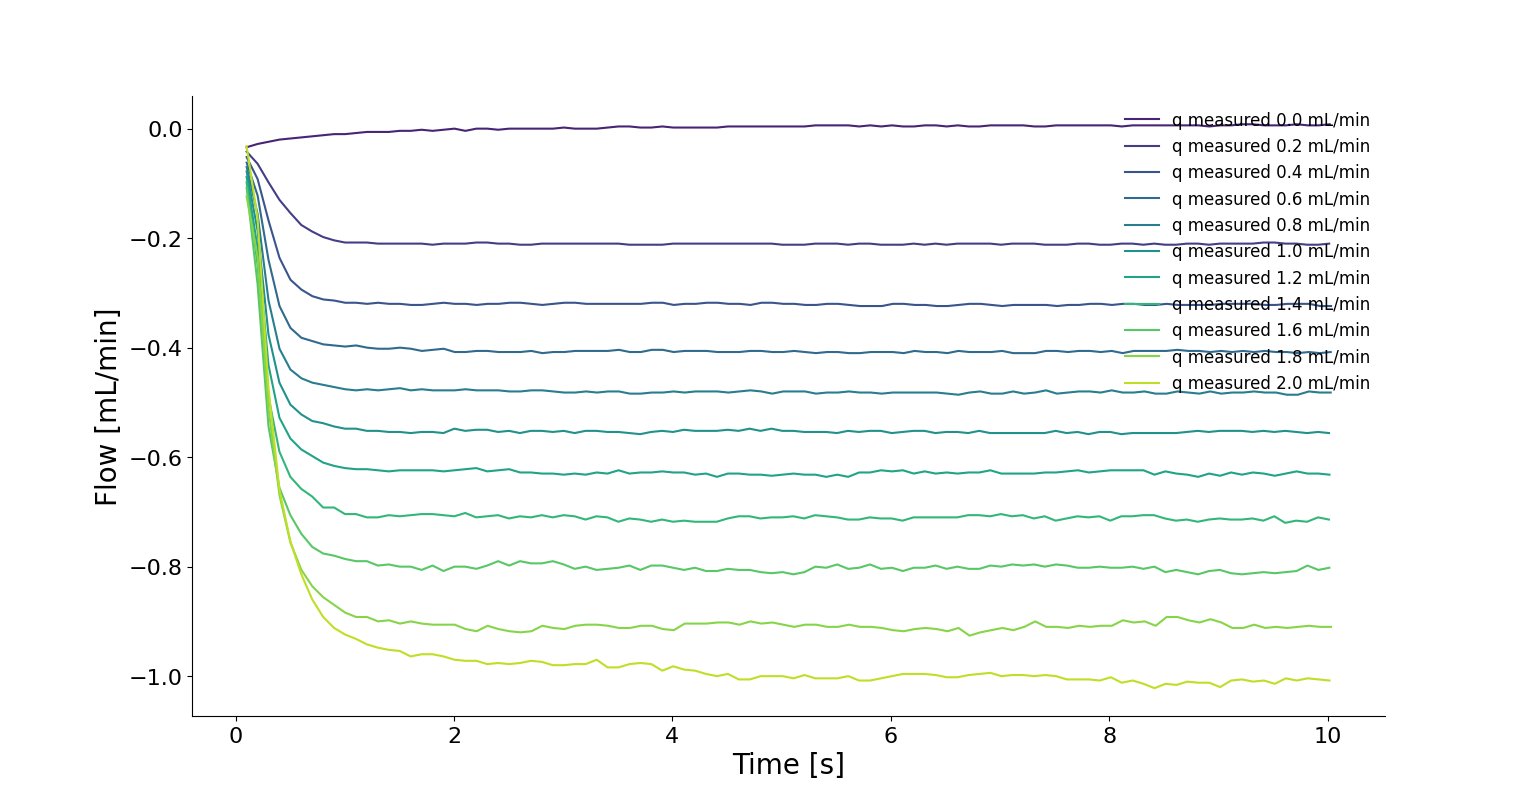 0.0
−0.2
−0.4
−0.6
−0.8
−1.0
Flow [mL/min]
0
2
4
6
8
10
Time [s]
q measured 0.0 mL/min
q measured 0.2 mL/min
q measured 0.4 mL/min
q measured 0.6 mL/min
q measured 0.8 mL/min
q measured 1.0 mL/min
q measured 1.2 mL/min
q measured 1.4 mL/min
q measured 1.6 mL/min
q measured 1.8 mL/min
q measured 2.0 mL/min